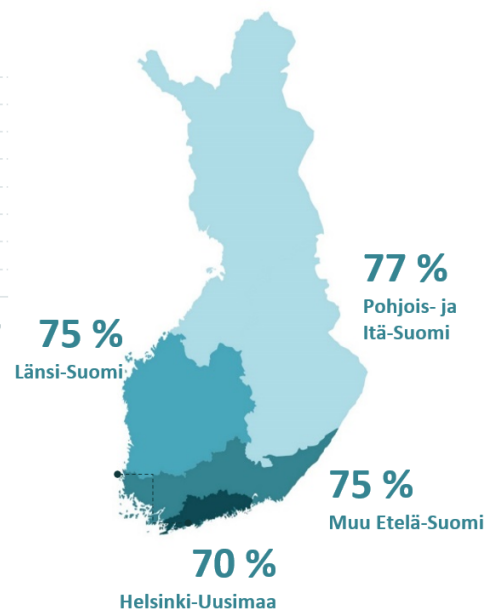 77 %
Pohjois- ja
Itä-Suomi
75 %
Länsi-Suomi
75 %
Muu Etelä-Suomi
70 %
Helsinki-Uusimaa